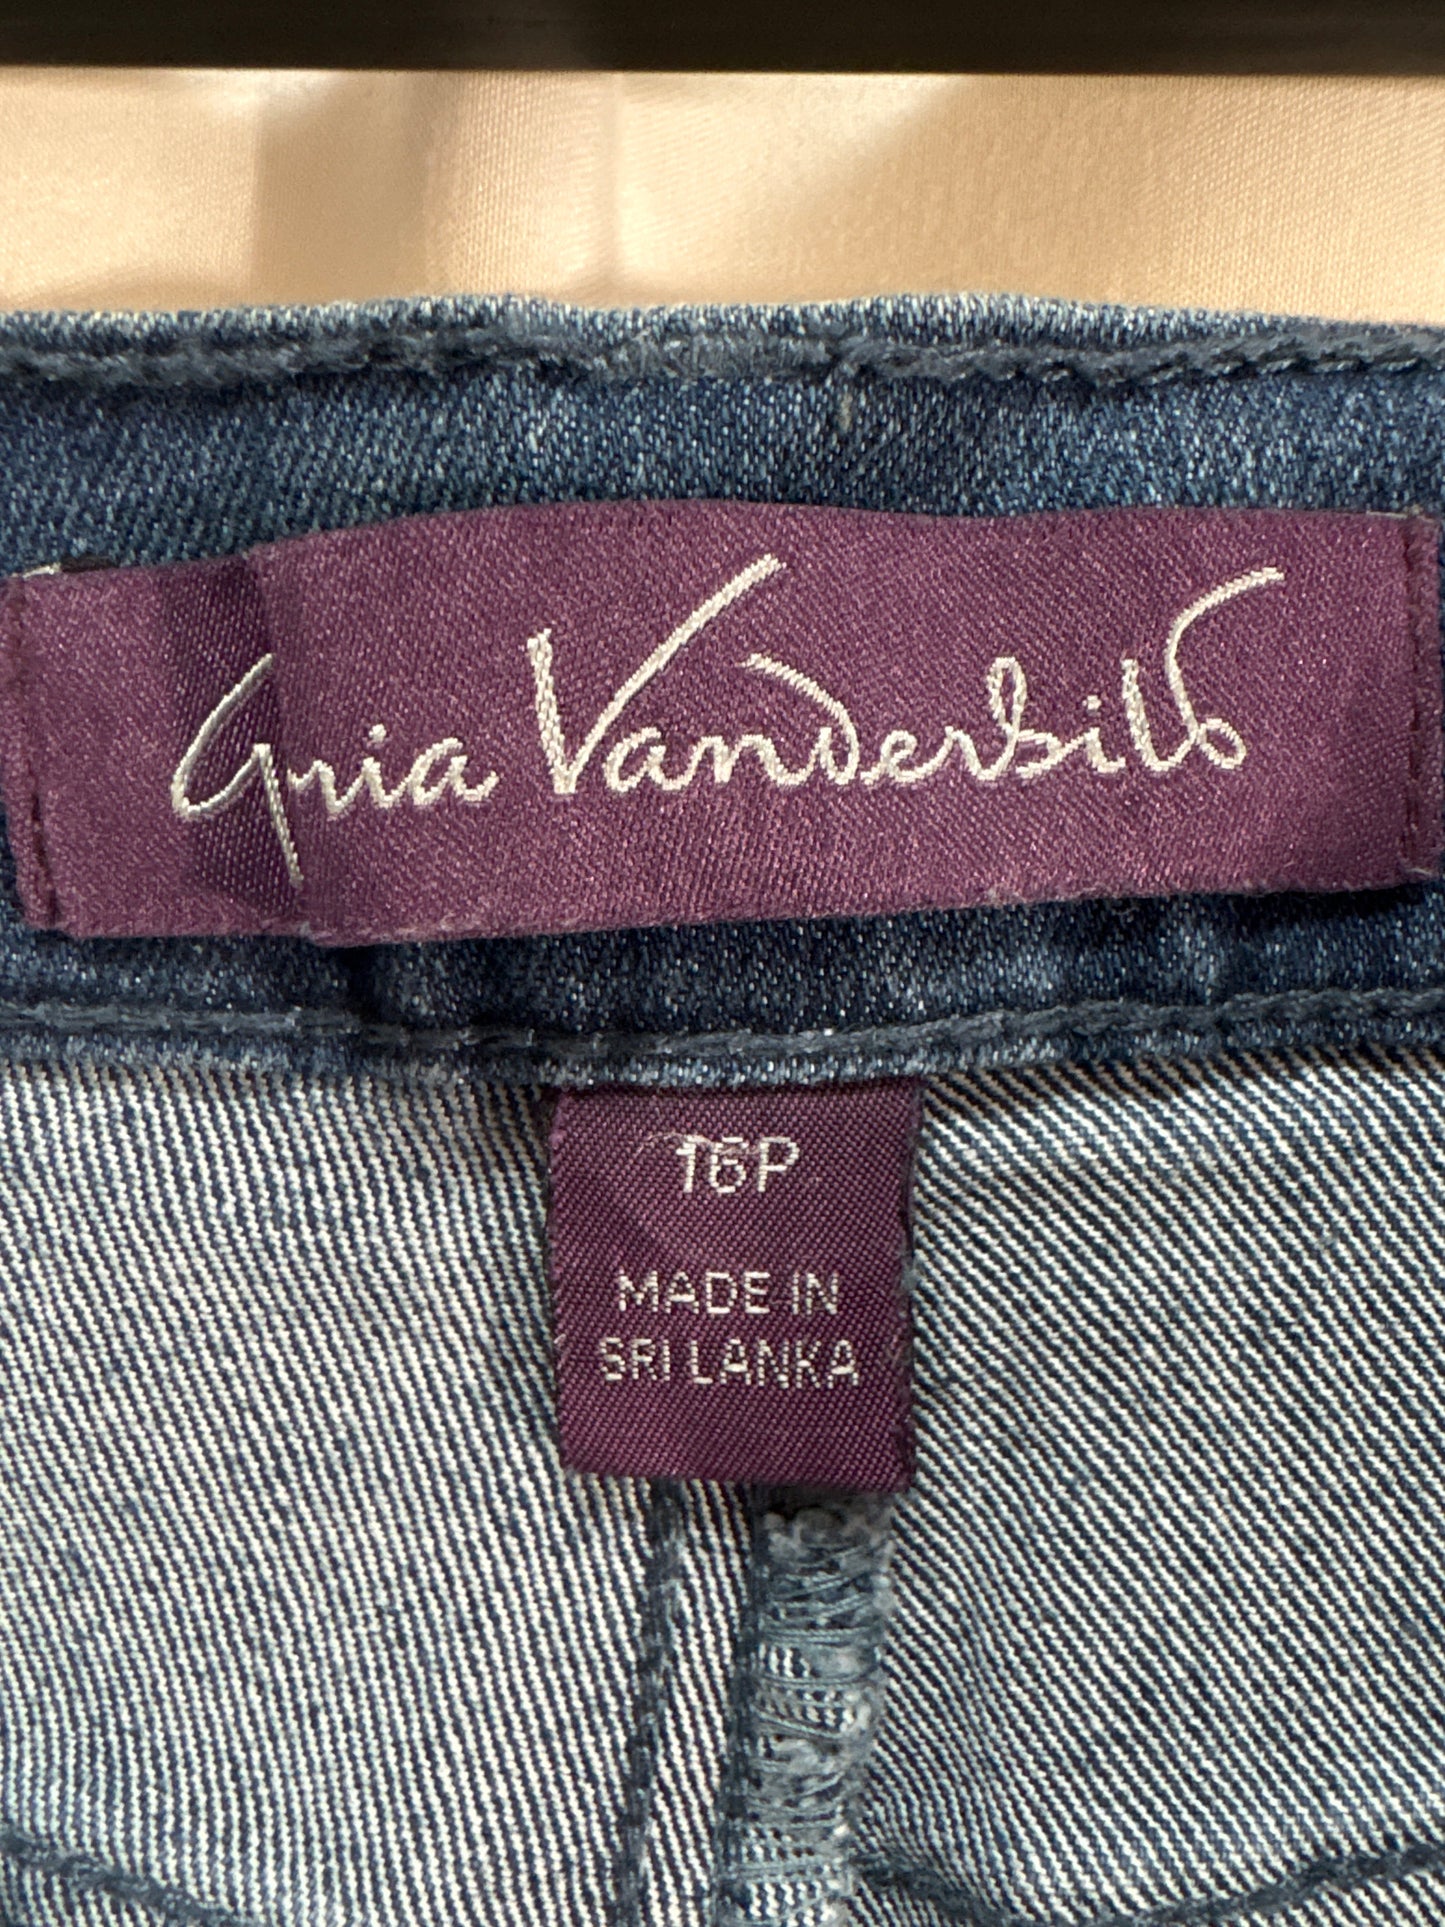 Gloria Vanderbilt
16P
MADE IN
SRI LANKA